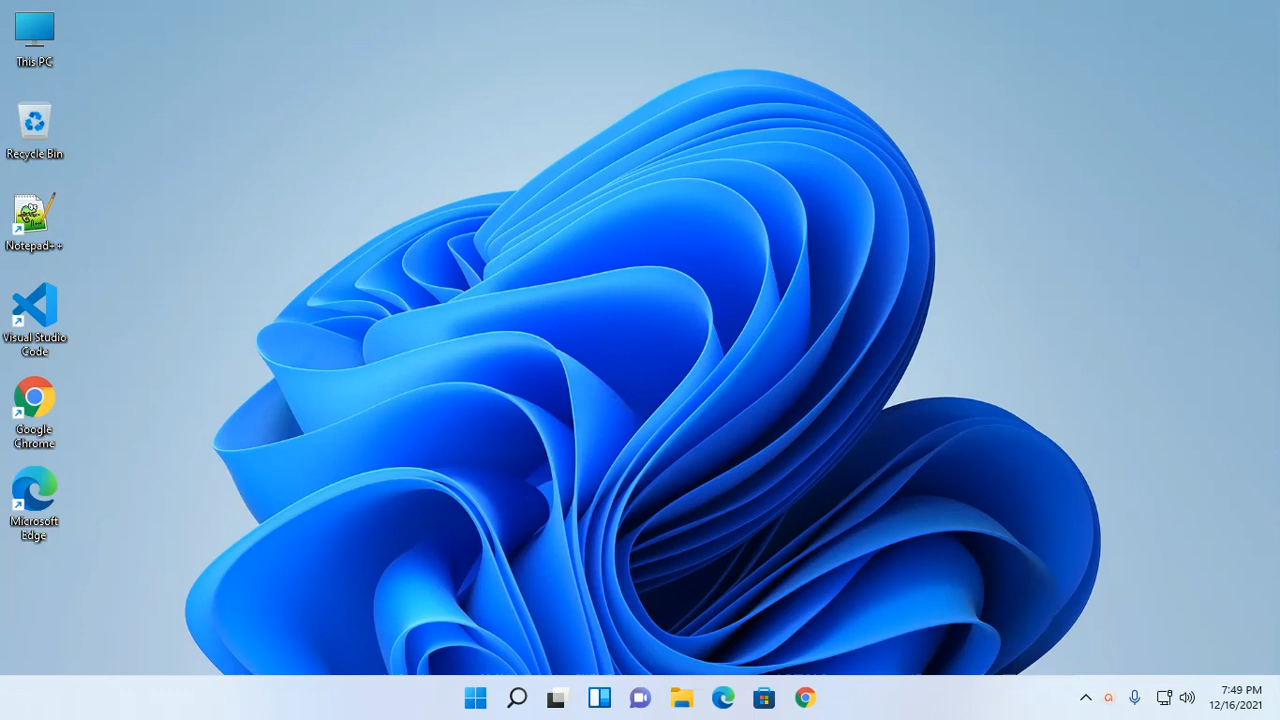 This PC
Recycle Bin
Notepad++
Visual Studio
Code
Google
Chrome
Microsoft
Edge
7:49 PM
12/16/2021